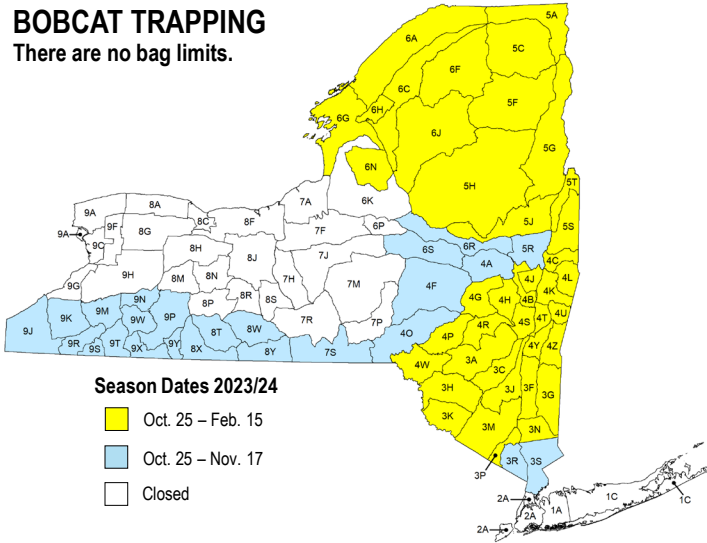 BOBCAT TRAPPING
There are no bag limits.
5A
6A
5C
6F
6C
5F
6H
6G
6J
5G
6N
5H
5T
7A
6K
8A
9A
9F
8C
8F
5J
5S
9A
8G
7F
6P
9C
8H
6S
6R
5R
8J
7J
4A
4C
9G
9H
8M
8N
7H
7M
4F
4J
4L
4K
8P
8R
8S
4G
4H
4B
9N
9K
9M
9W
9P
7R
7P
4R
4S
4T
4U
9J
8T
8W
4O
4P
4Y
4Z
9R
9S
9T
9X
9Y
8X
8Y
7S
4W
3A
3C
3H
3J
3F
3G
3K
3M
3N
3R
3S
3P
Season Dates 2023/24
Oct. 25 – Feb. 15
Oct. 25 – Nov. 17
Closed
2A
1C
1C
2A
1A
2A